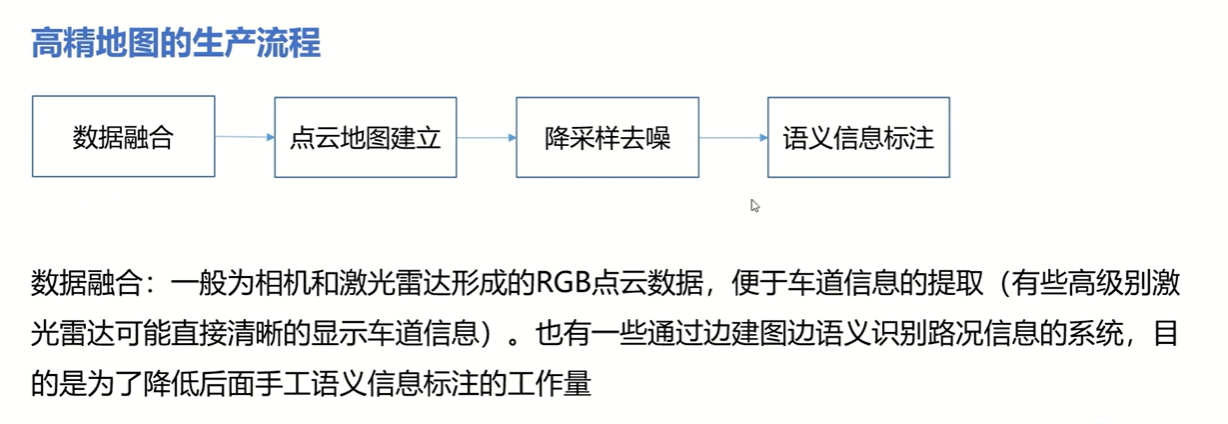 高精地图的生产流程
数据融合
点云地图建立
降采样去噪
语义信息标注
数据融合：一般为相机和激光雷达形成的RGB点云数据，便于车道信息的提取（有些高级别激
光雷达可能直接清晰的显示车道信息）。也有一些通过边建图边语义识别路况信息的系统，目
的是为了降低后面手工语义信息标注的工作量